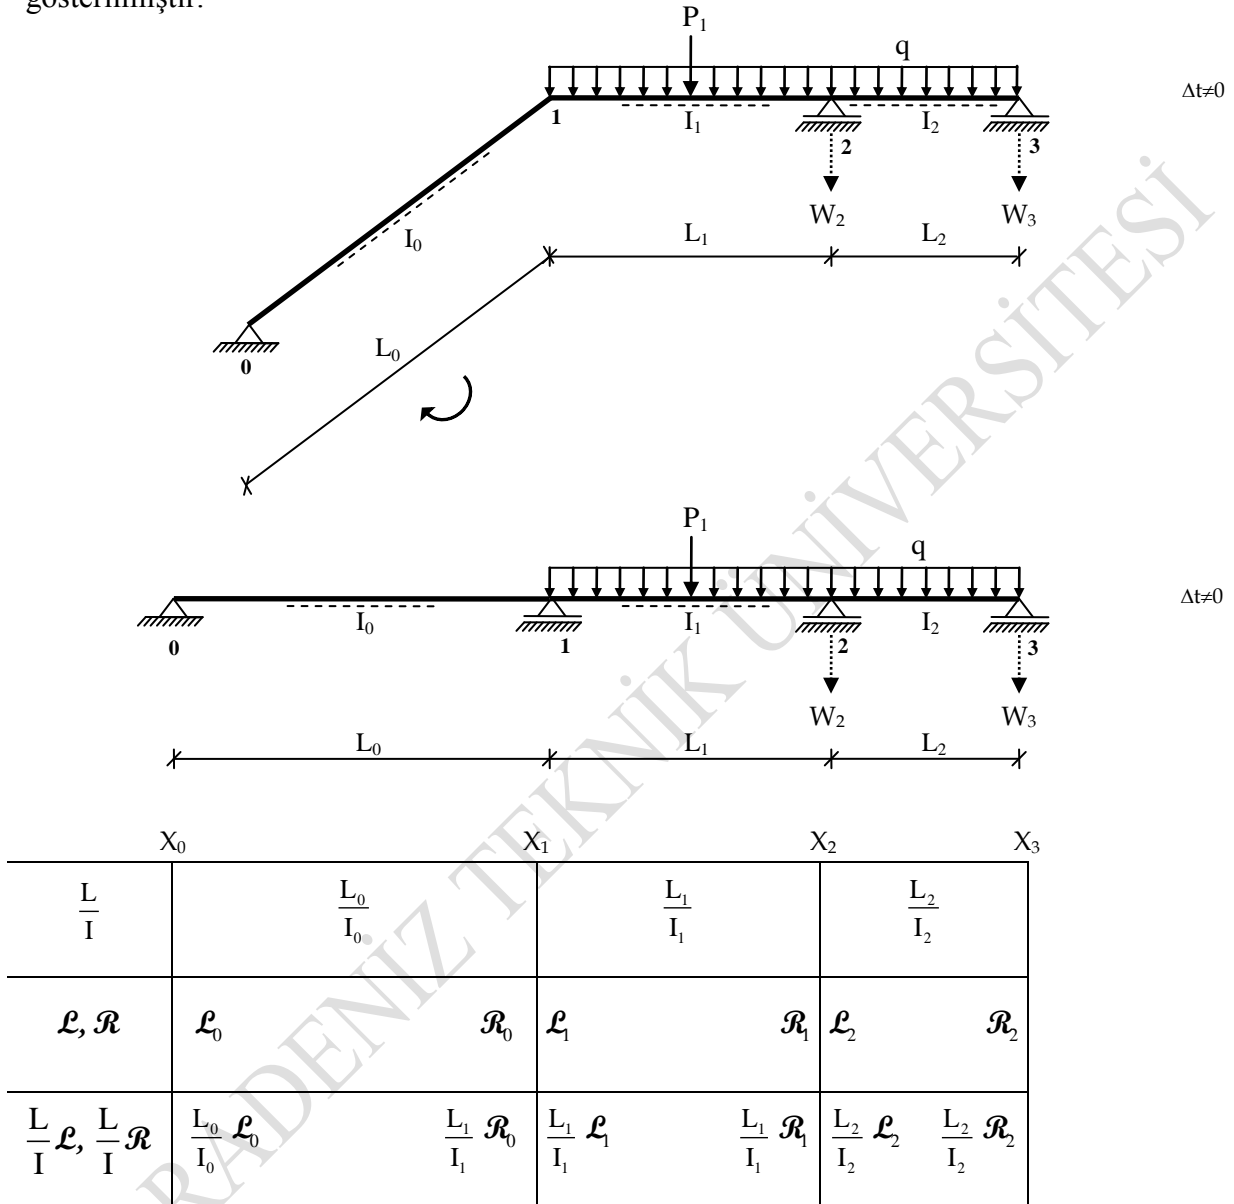 gösterilmiştir.
P₁
q
Δt≠0
1
I₁
I₂
2
3
W₂
W₃
I₀
L₁
L₂
0
L₀
P₁
q
Δt≠0
I₀
I₁
I₂
0
1
2
3
W₂
W₃
L₀
L₁
L₂
X₀ X₁ X₂ X₃
L/I L₀/I₀ L₁/I₁ L₂/I₂
ℒ, ℛ ℒ₀ ℛ₀ ℒ₁ ℛ₁ ℒ₂ ℛ₂
L/I ℒ, L/I ℛ L₀/I₀ ℒ₀ L₁/I₁ ℛ₀ L₁/I₁ ℒ₁ L₁/I₁ ℛ₁ L₂/I₂ ℒ₂ L₂/I₂ ℛ₂
RADENİZ TEKNİK ÜNİVERSİTESİ